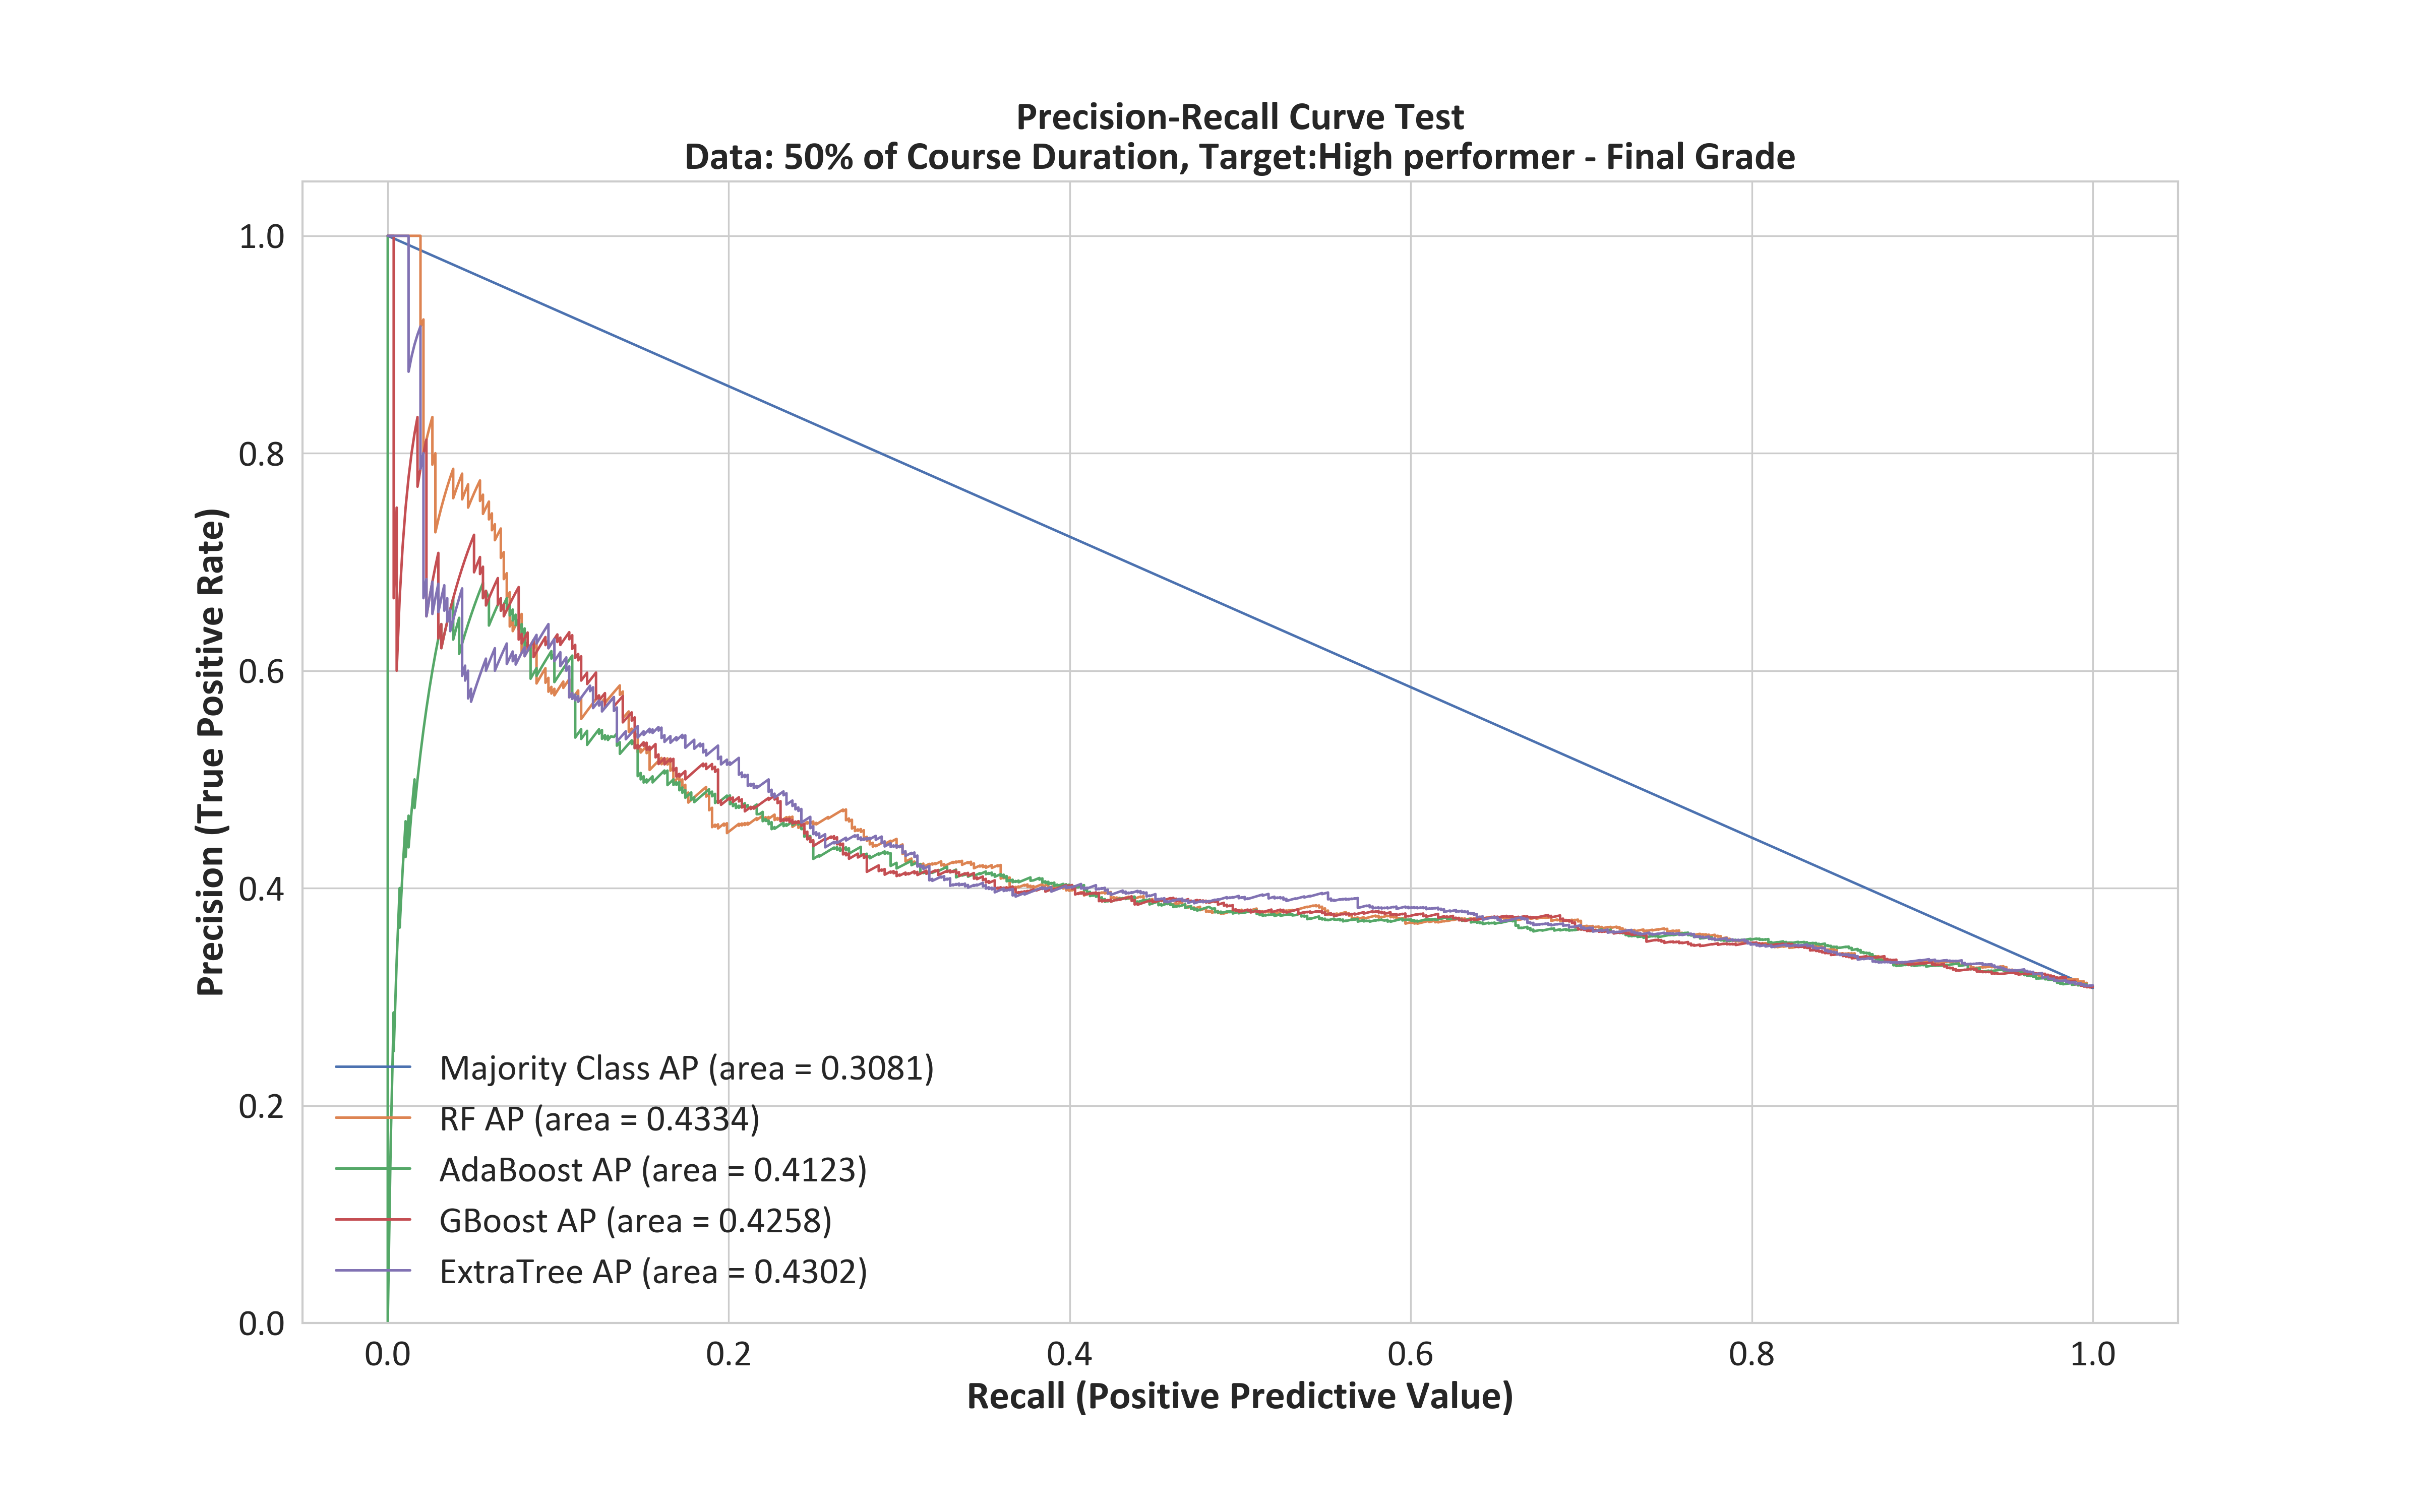 Precision-Recall Curve Test
Data: 50% of Course Duration, Target:High performer - Final Grade
Precision (True Positive Rate)
1.0
0.8
0.6
0.4
0.2
0.0
Majority Class AP (area = 0.3081)
RF AP (area = 0.4334)
AdaBoost AP (area = 0.4123)
GBoost AP (area = 0.4258)
ExtraTree AP (area = 0.4302)
0.0 0.2 0.4 0.6 0.8 1.0
Recall (Positive Predictive Value)